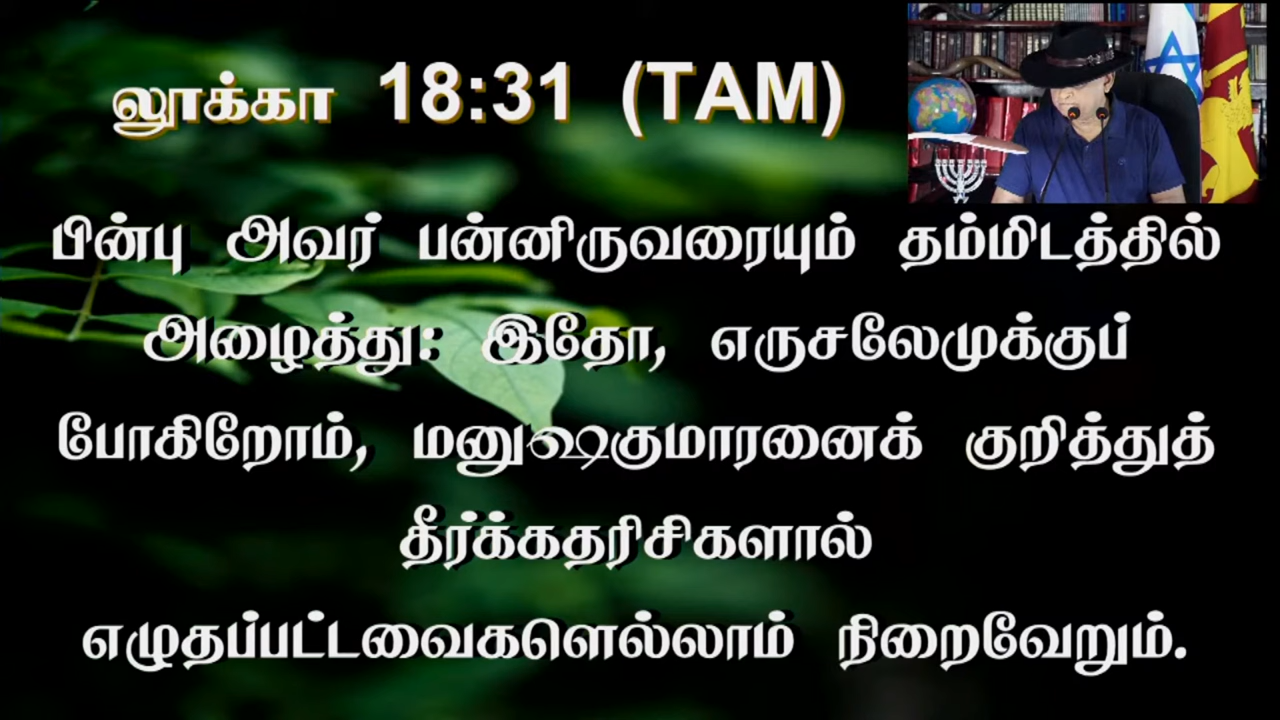 லூக்கா 18:31 (TAM)
பின்பு அவர் பன்னிருவரையும் தம்மிடத்தில்
அழைத்து: இதோ, எருசலேமுக்குப்
போகிறோம், மனுஷகுமாரனைக் குறித்துத்
தீர்க்கதரிசிகளால்
எழுதப்பட்டவைகளெல்லாம் நிறைவேறும்.